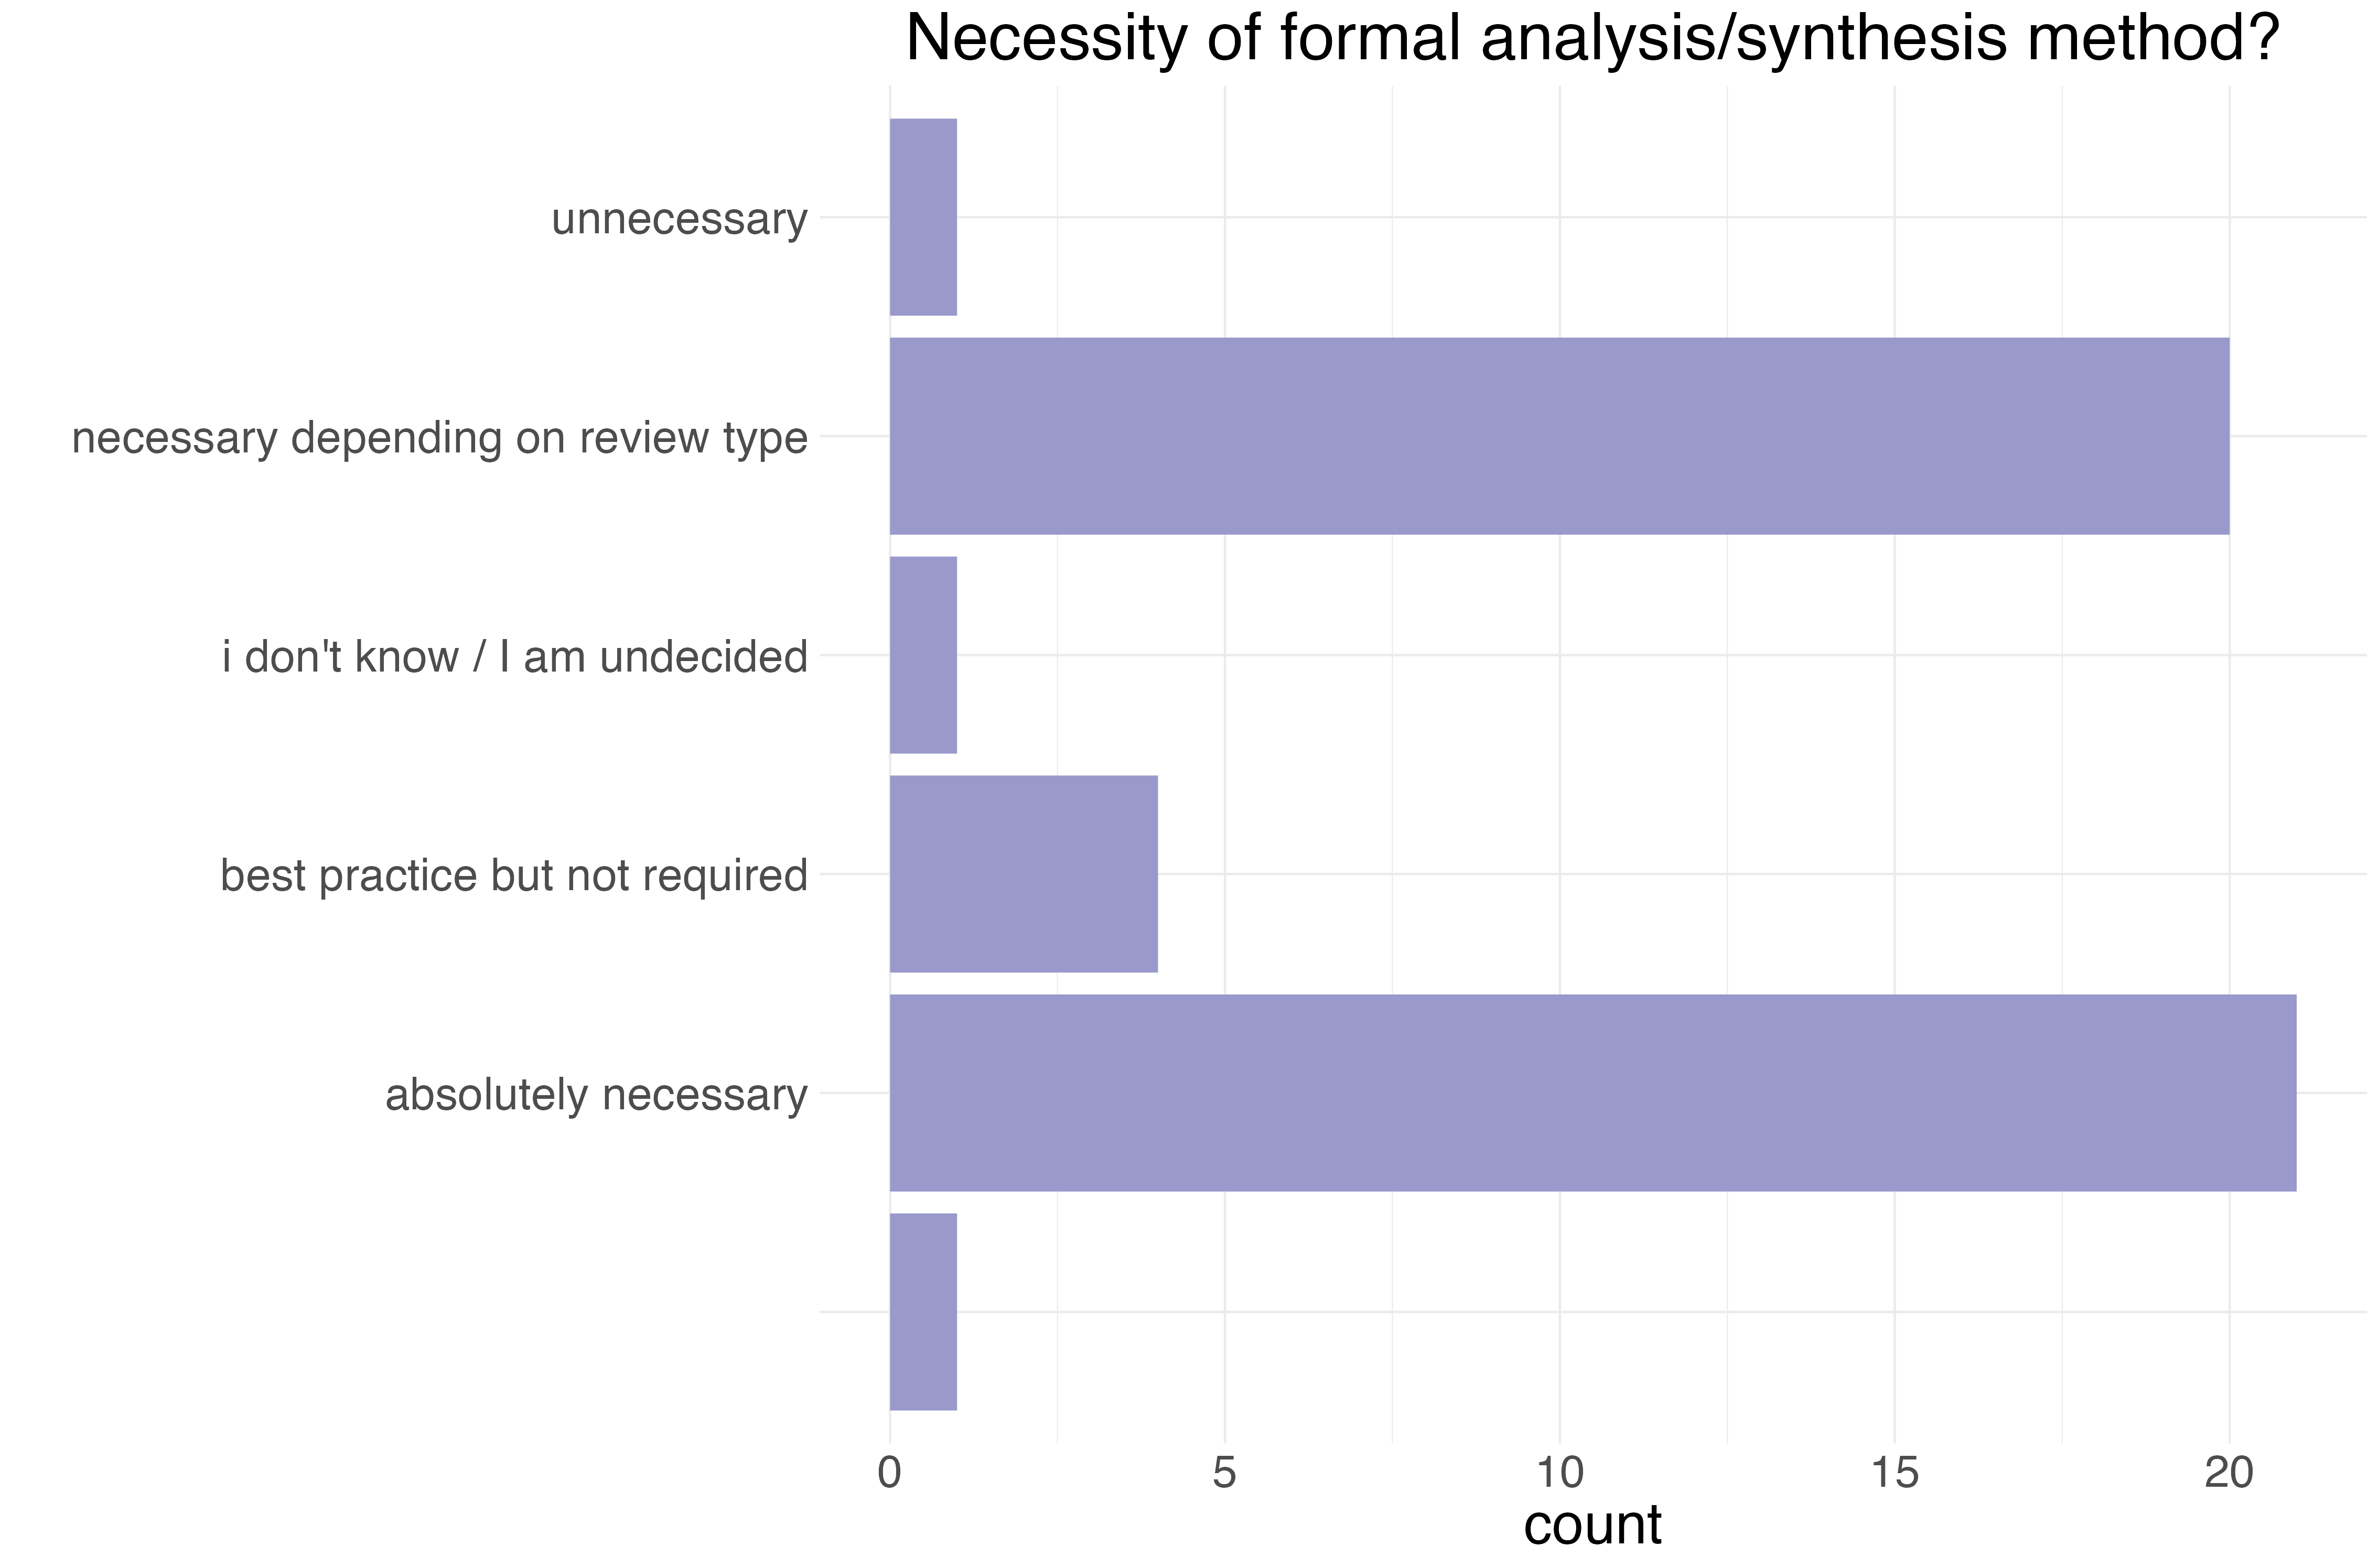 Necessity of formal analysis/synthesis method?
unnecessary
necessary depending on review type
i don't know / I am undecided
best practice but not required
absolutely necessary
0 5 10 15 20
count